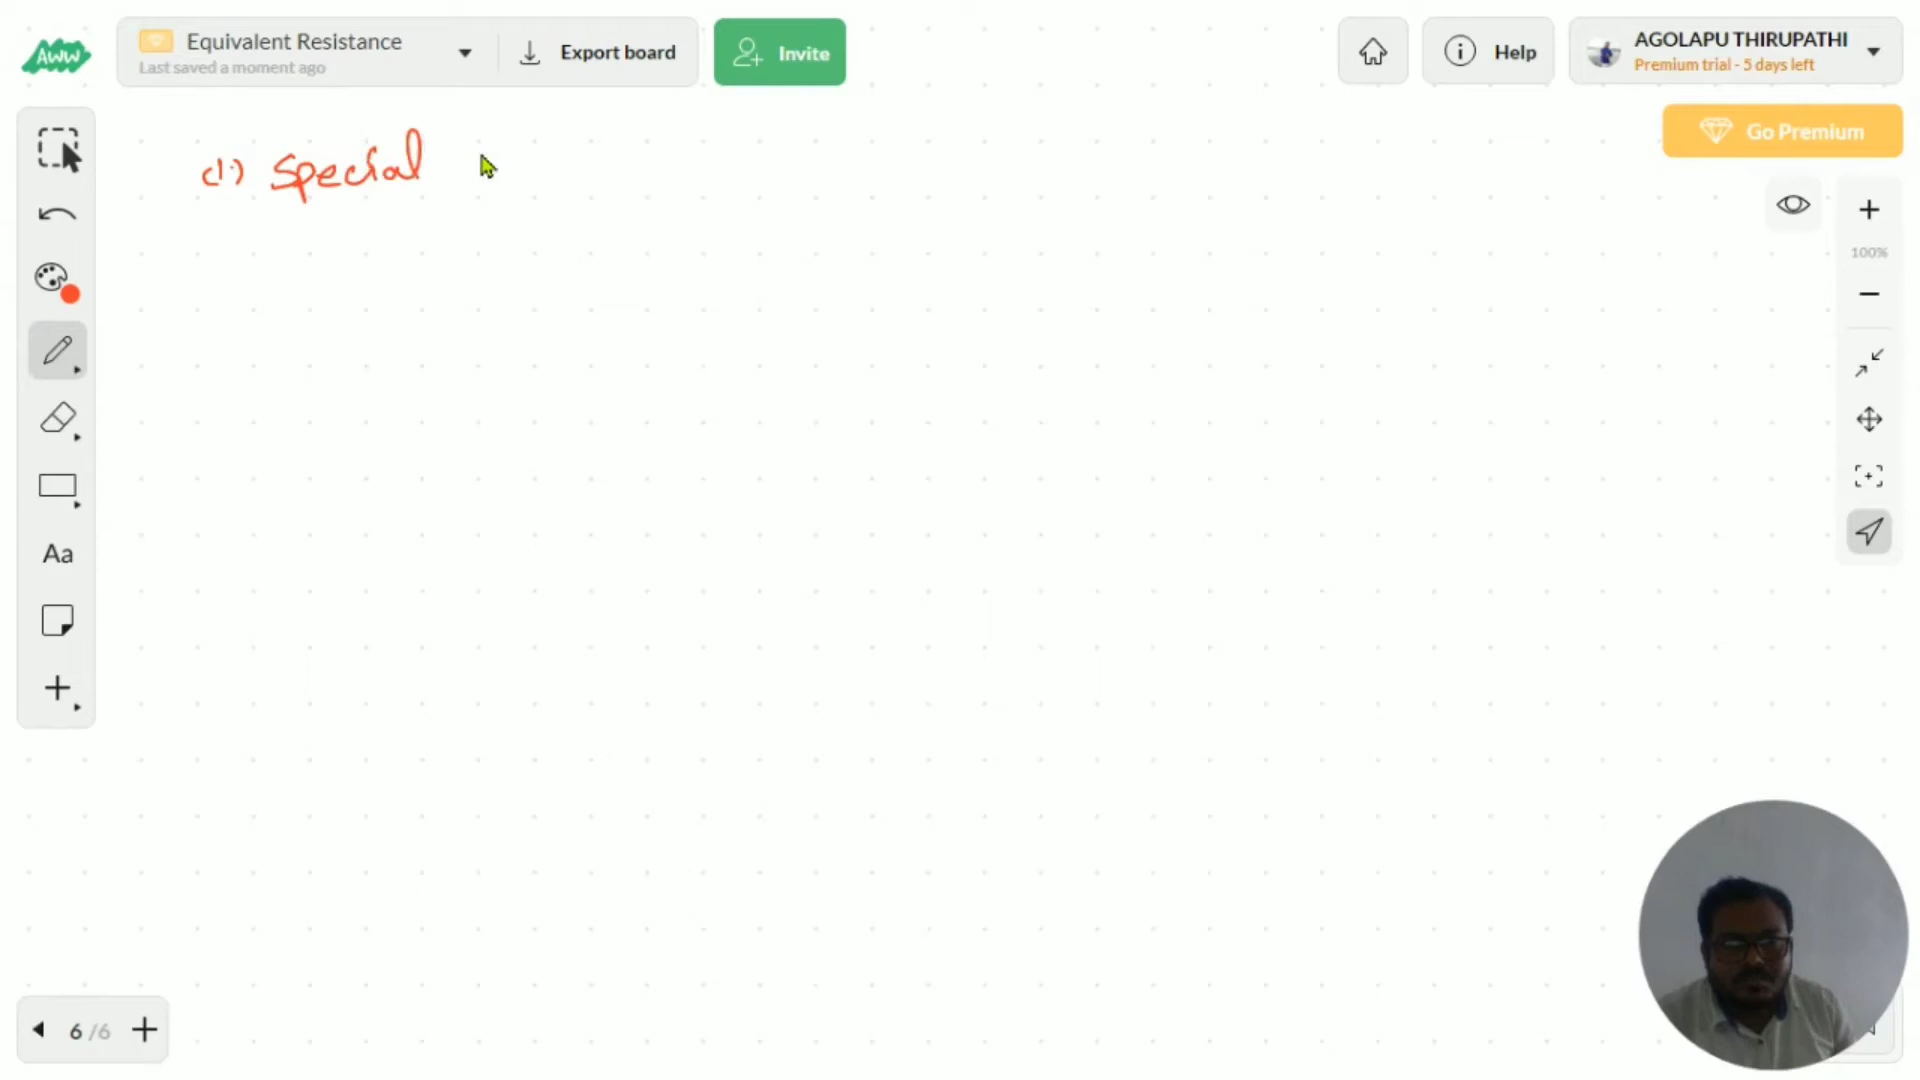 AWW
Equivalent Resistance
Last saved a moment ago
Export board
Invite
Help
AGOLAPU THIRUPATHI
Premium trial - 5 days left
Go Premium
(1.) Special
100%
Aa
6 /6